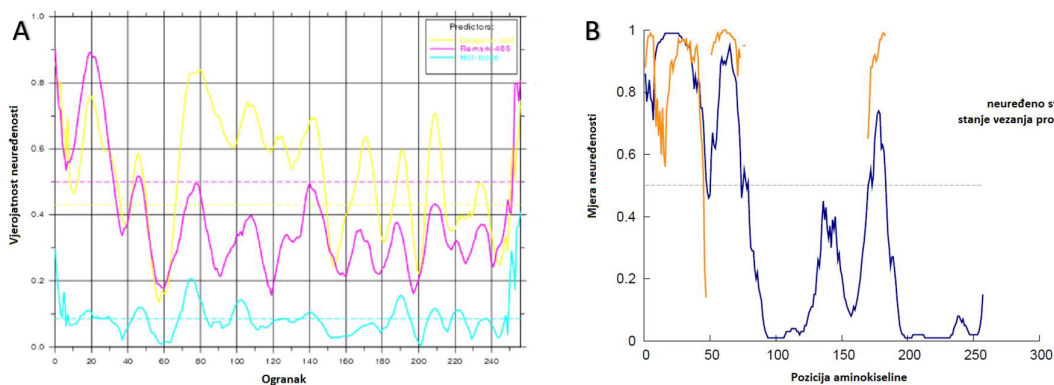 A
Predictors:
Remark-465
Vjerojatnost neuređenosti
1.0
0.8
0.6
0.4
0.2
0.0
0 20 40 60 80 100 120 140 160 180 200 220 240
Ogranak
B
neuređeno s
stanje vezanja pro
Mjera neuređenosti
1
0.8
0.6
0.4
0.2
0
0 50 100 150 200 250 300
Pozicija aminokiseline